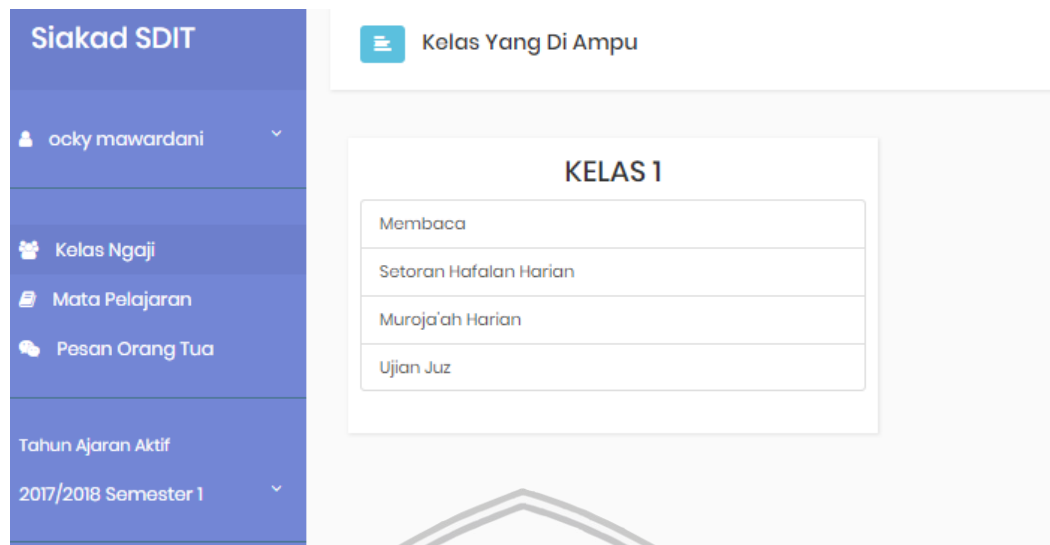 Siakad SDIT
ocky mawardani
Kelas Ngaji
Mata Pelajaran
Pesan Orang Tua
Tahun Ajaran Aktif
2017/2018 Semester 1
Kelas Yang Di Ampu
KELAS 1
Membaca
Setoran Hafalan Harian
Muroja'ah Harian
Ujian Juz